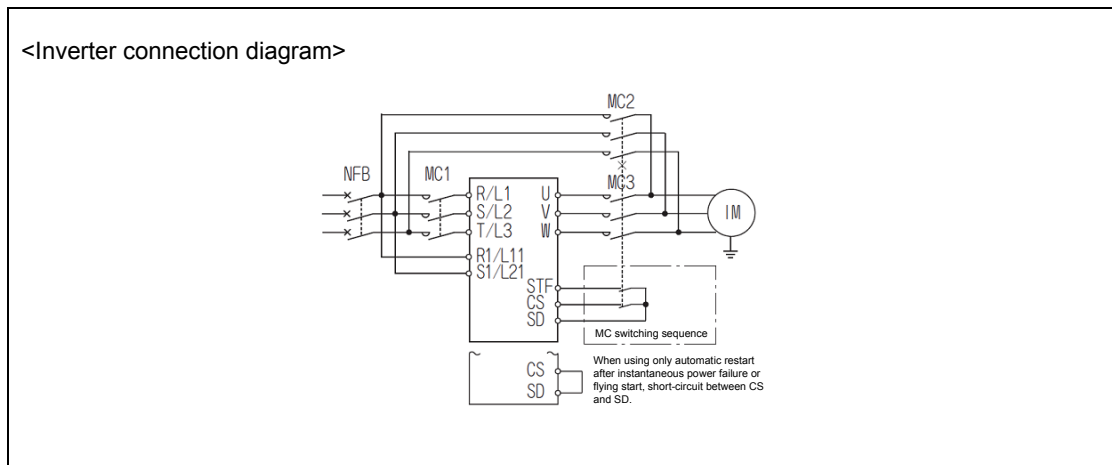 <Inverter connection diagram>
MC2
NFB
MC1
MC3
R/L1
U
S/L2
V
T/L3
W
IM
R1/L11
S1/L21
STF
CS
SD
MC switching sequence
CS
SD
When using only automatic restart
after instantaneous power failure or
flying start, short-circuit between CS
and SD.